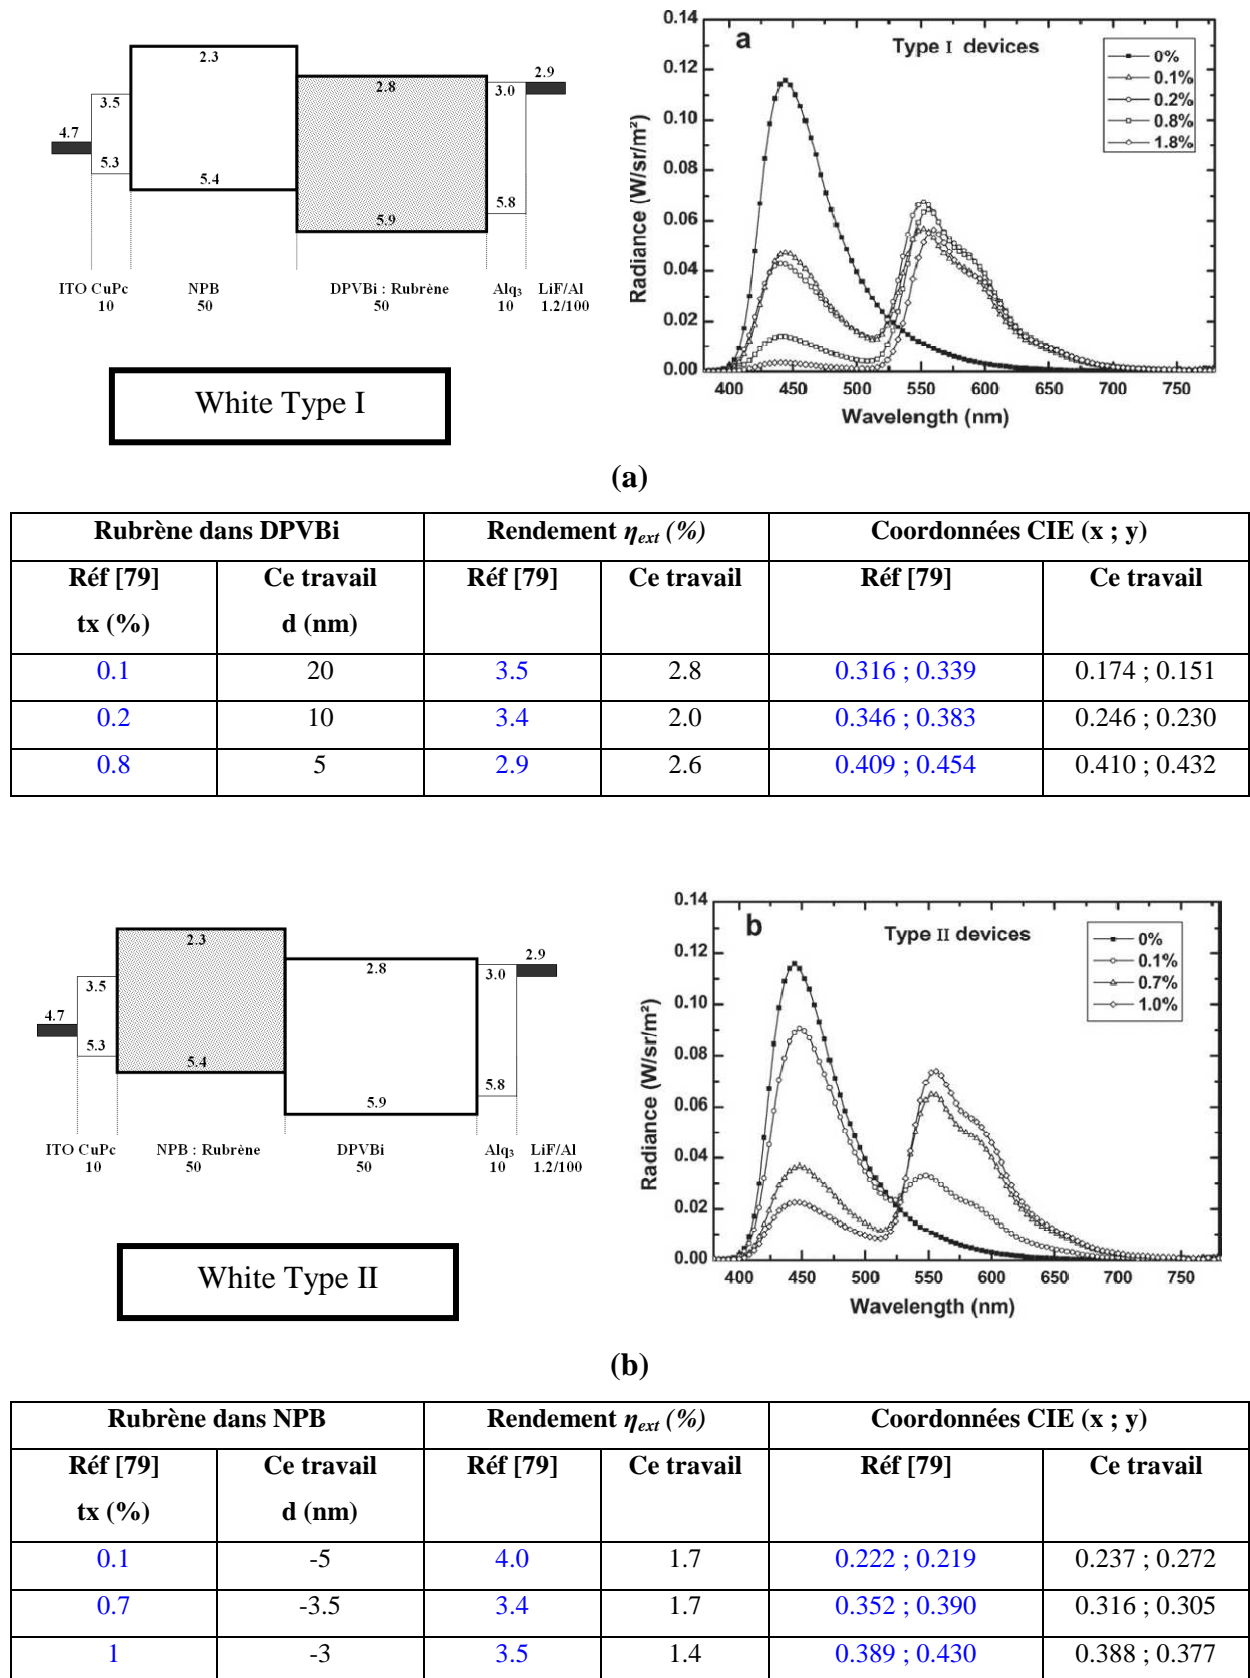 2.3
2.8
2.9
3.5
3.0
4.7
5.3
5.4
5.8
5.9
ITO CuPc NPB DPVBi : Rubrène Alq₃ LiF/Al
10 50 50 10 1.2/100
White Type I
0.14
0.12
0.10
0.08
0.06
0.04
0.02
0.00
Radiance (W/sr/m²)
a
Type I devices
0%
0.1%
0.2%
0.8%
1.8%
400 450 500 550 600 650 700 750
Wavelength (nm)
(a)
Rubrène dans DPVBi Rendement ηext (%) Coordonnées CIE (x ; y)
Réf [79] Ce travail Réf [79] Ce travail Réf [79] Ce travail
tx (%) d (nm)
0.1 20 3.5 2.8 0.316 ; 0.339 0.174 ; 0.151
0.2 10 3.4 2.0 0.346 ; 0.383 0.246 ; 0.230
0.8 5 2.9 2.6 0.409 ; 0.454 0.410 ; 0.432
2.3
2.8
2.9
3.5
3.0
4.7
5.3
5.4
5.8
5.9
ITO CuPc NPB : Rubrène DPVBi Alq₃ LiF/Al
10 50 50 10 1.2/100
White Type II
0.14
0.12
0.10
0.08
0.06
0.04
0.02
0.00
Radiance (W/sr/m²)
b
Type II devices
0%
0.1%
0.7%
1.0%
400 450 500 550 600 650 700 750
Wavelength (nm)
(b)
Rubrène dans NPB Rendement ηext (%) Coordonnées CIE (x ; y)
Réf [79] Ce travail Réf [79] Ce travail Réf [79] Ce travail
tx (%) d (nm)
0.1 -5 4.0 1.7 0.222 ; 0.219 0.237 ; 0.272
0.7 -3.5 3.4 1.7 0.352 ; 0.390 0.316 ; 0.305
1 -3 3.5 1.4 0.389 ; 0.430 0.388 ; 0.377